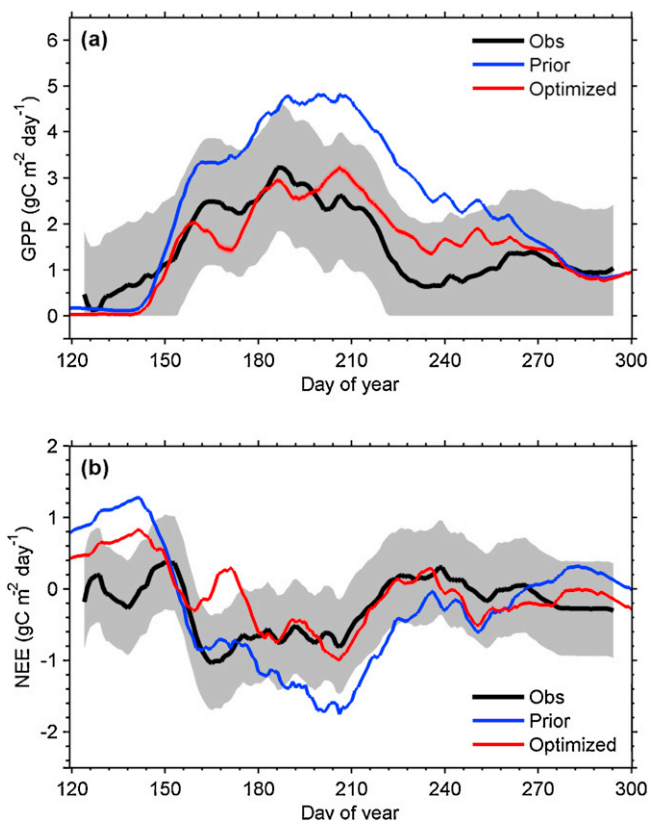 (a)
Obs
Prior
Optimized
GPP (gC m⁻² day⁻¹)
6
5
4
3
2
1
0
120 150 180 210 240 270 300
Day of year
(b)
NEE (gC m⁻² day⁻¹)
2
1
0
-1
-2
Obs
Prior
Optimized
120 150 180 210 240 270 300
Day of year